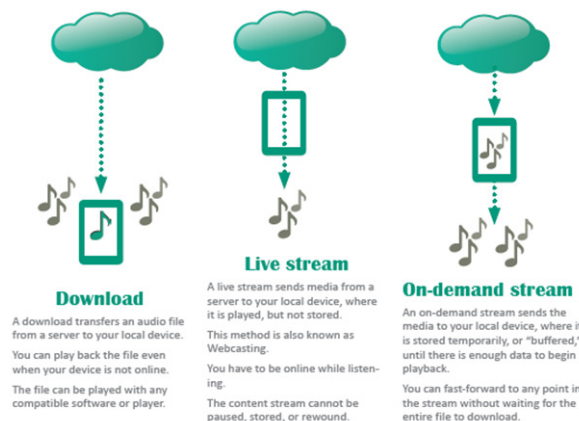 Download
A download transfers an audio file
from a server to your local device.
You can play back the file even
when your device is not online.
The file can be played with any
compatible software or player.
Live stream
A live stream sends media from a
server to your local device, where
it is played, but not stored.
This method is also known as
Webcasting.
You have to be online while listen-
ing.
The content stream cannot be
paused, stored, or rewound.
On-demand stream
An on-demand stream sends the
media to your local device, where it
is stored temporarily, or “buffered,”
until there is enough data to begin
playback.
You can fast-forward to any point in
the stream without waiting for the
entire file to download.